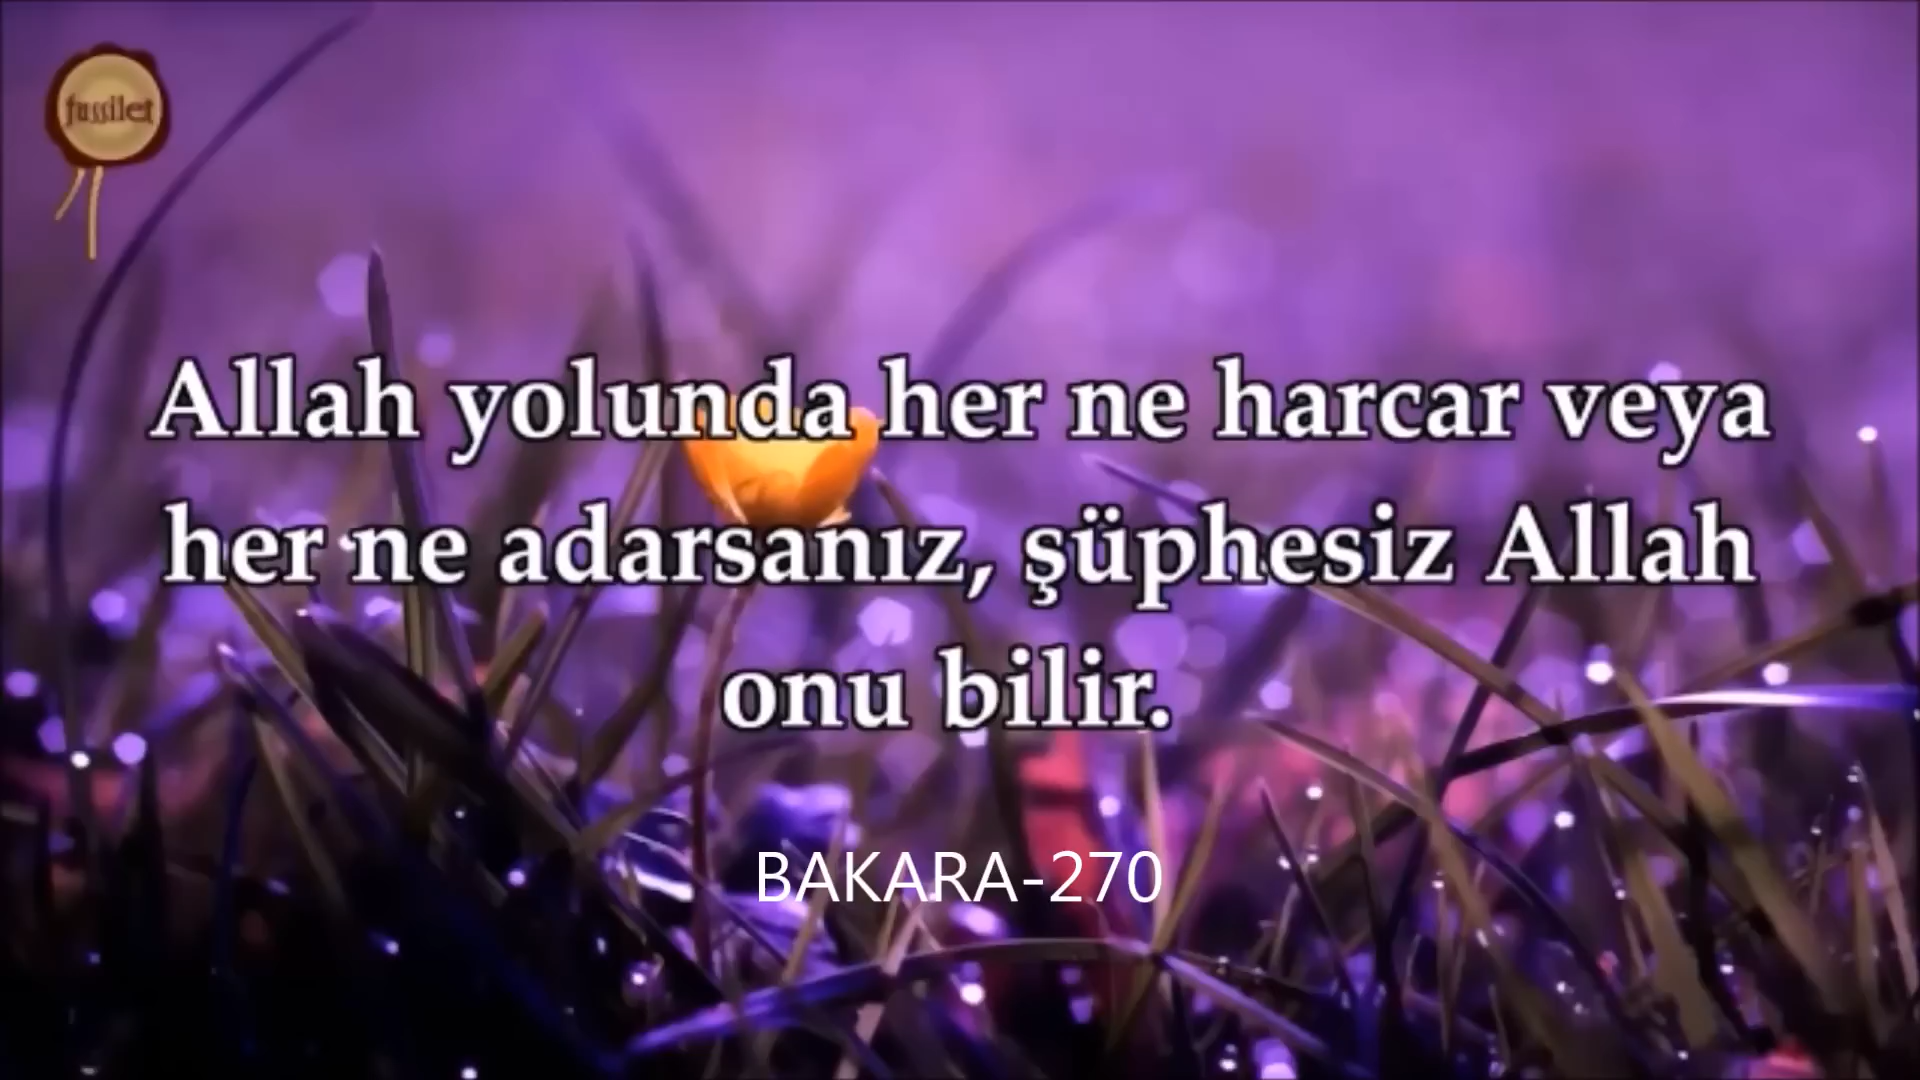 fussilet
Allah yolunda her ne harcar veya
her ne adarsanız, şüphesiz Allah
onu bilir.
BAKARA-270